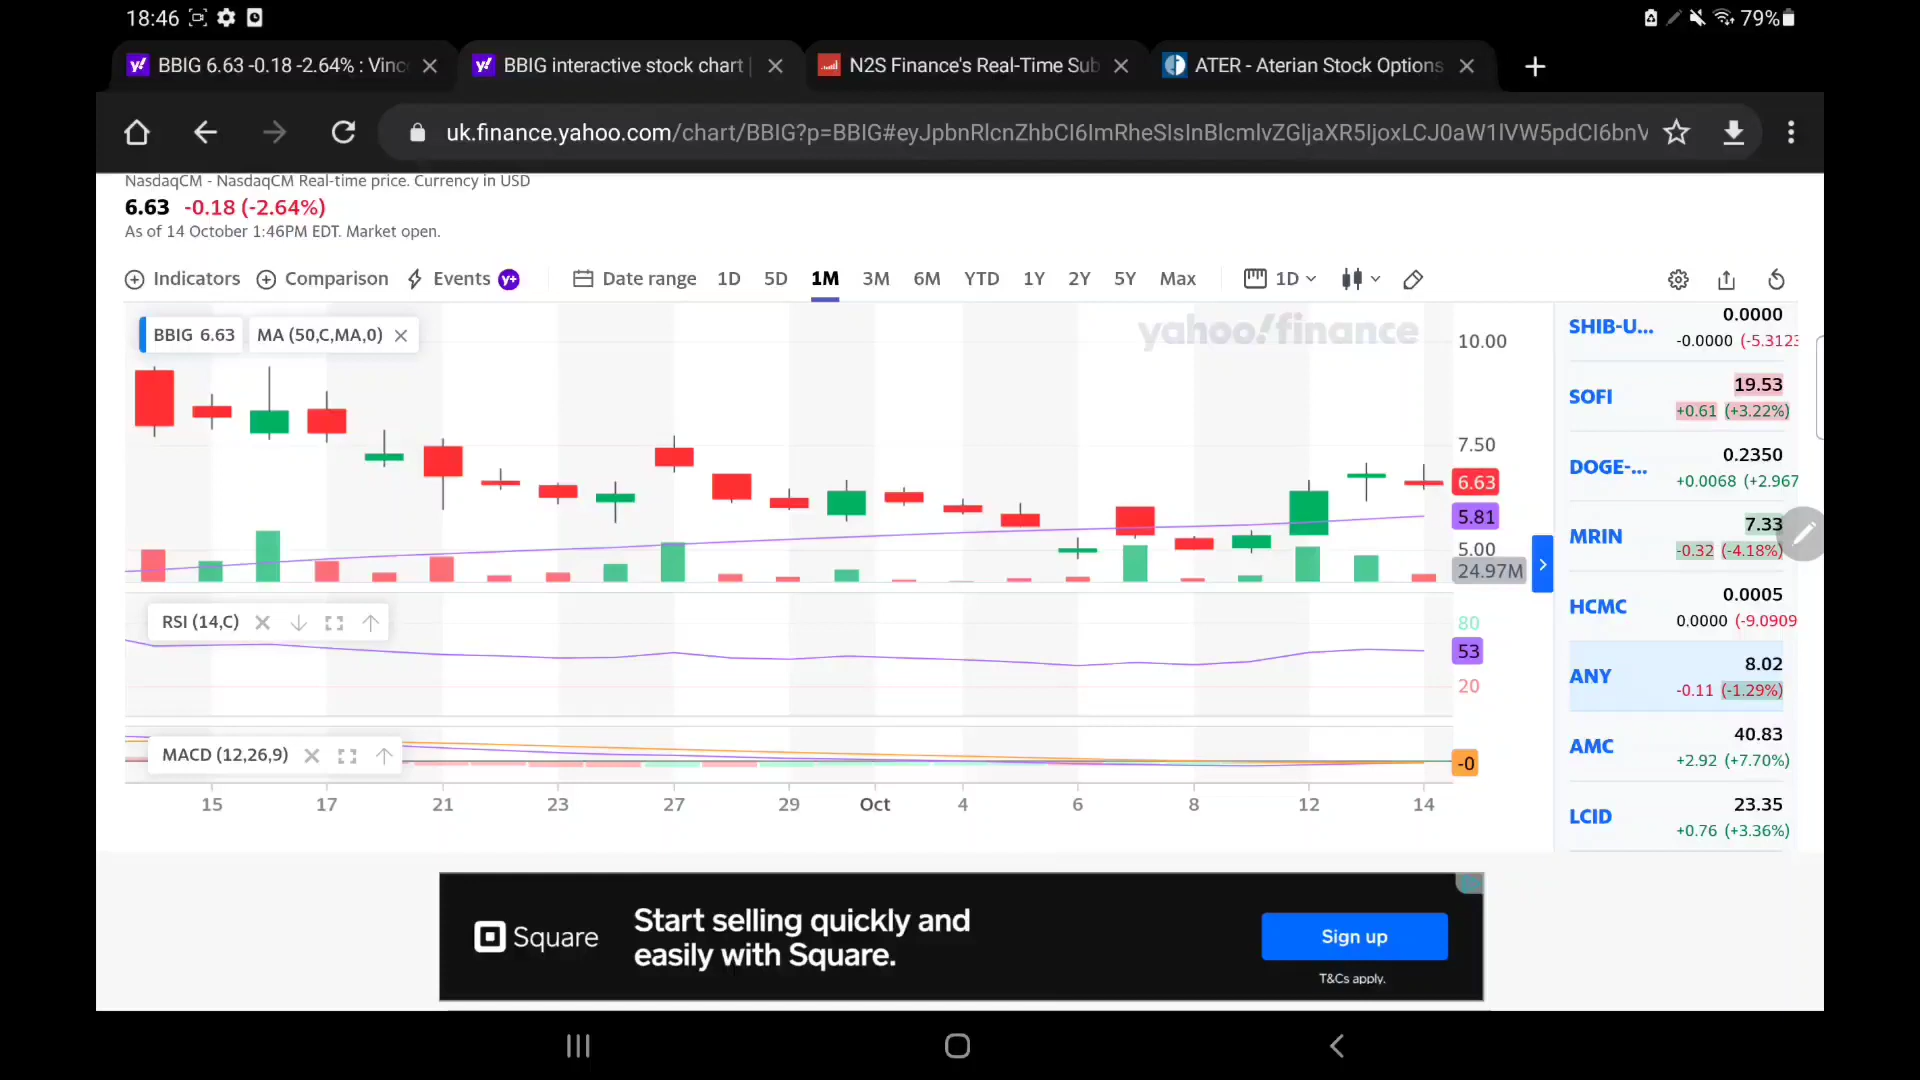 18:46
79%
BBIG 6.63 -0.18 -2.64% : Vinc
BBIG interactive stock chart |
N2S Finance's Real-Time Sub
ATER - Aterian Stock Options
uk.finance.yahoo.com/chart/BBIG?p=BBIG#eyJpbnRlcnZhbCI6ImRheSIsInBlcmlvZGljaXR5IjoxLCJ0aW1lVW5pdCI6bnV
NasdaqCM - NasdaqCM Real-time price. Currency in USD
6.63 -0.18 (-2.64%)
As of 14 October 1:46PM EDT. Market open.
Indicators Comparison Events y+ Date range 1D 5D 1M 3M 6M YTD 1Y 2Y 5Y Max 1D
BBIG 6.63 MA (50,C,MA,0)
yahoo!finance
10.00
7.50
6.63
5.81
5.00
24.97M
RSI (14,C)
80
53
20
MACD (12,26,9)
-0
15 17 21 23 27 29 Oct 4 6 8 12 14
SHIB-U... 0.0000
-0.0000 (-5.3123
SOFI 19.53
+0.61 (+3.22%)
DOGE-... 0.2350
+0.0068 (+2.967
MRIN 7.33
-0.32 (-4.18%)
HCMC 0.0005
0.0000 (-9.0909
ANY 8.02
-0.11 (-1.29%)
AMC 40.83
+2.92 (+7.70%)
LCID 23.35
+0.76 (+3.36%)
Square
Start selling quickly and
easily with Square.
Sign up
T&Cs apply.